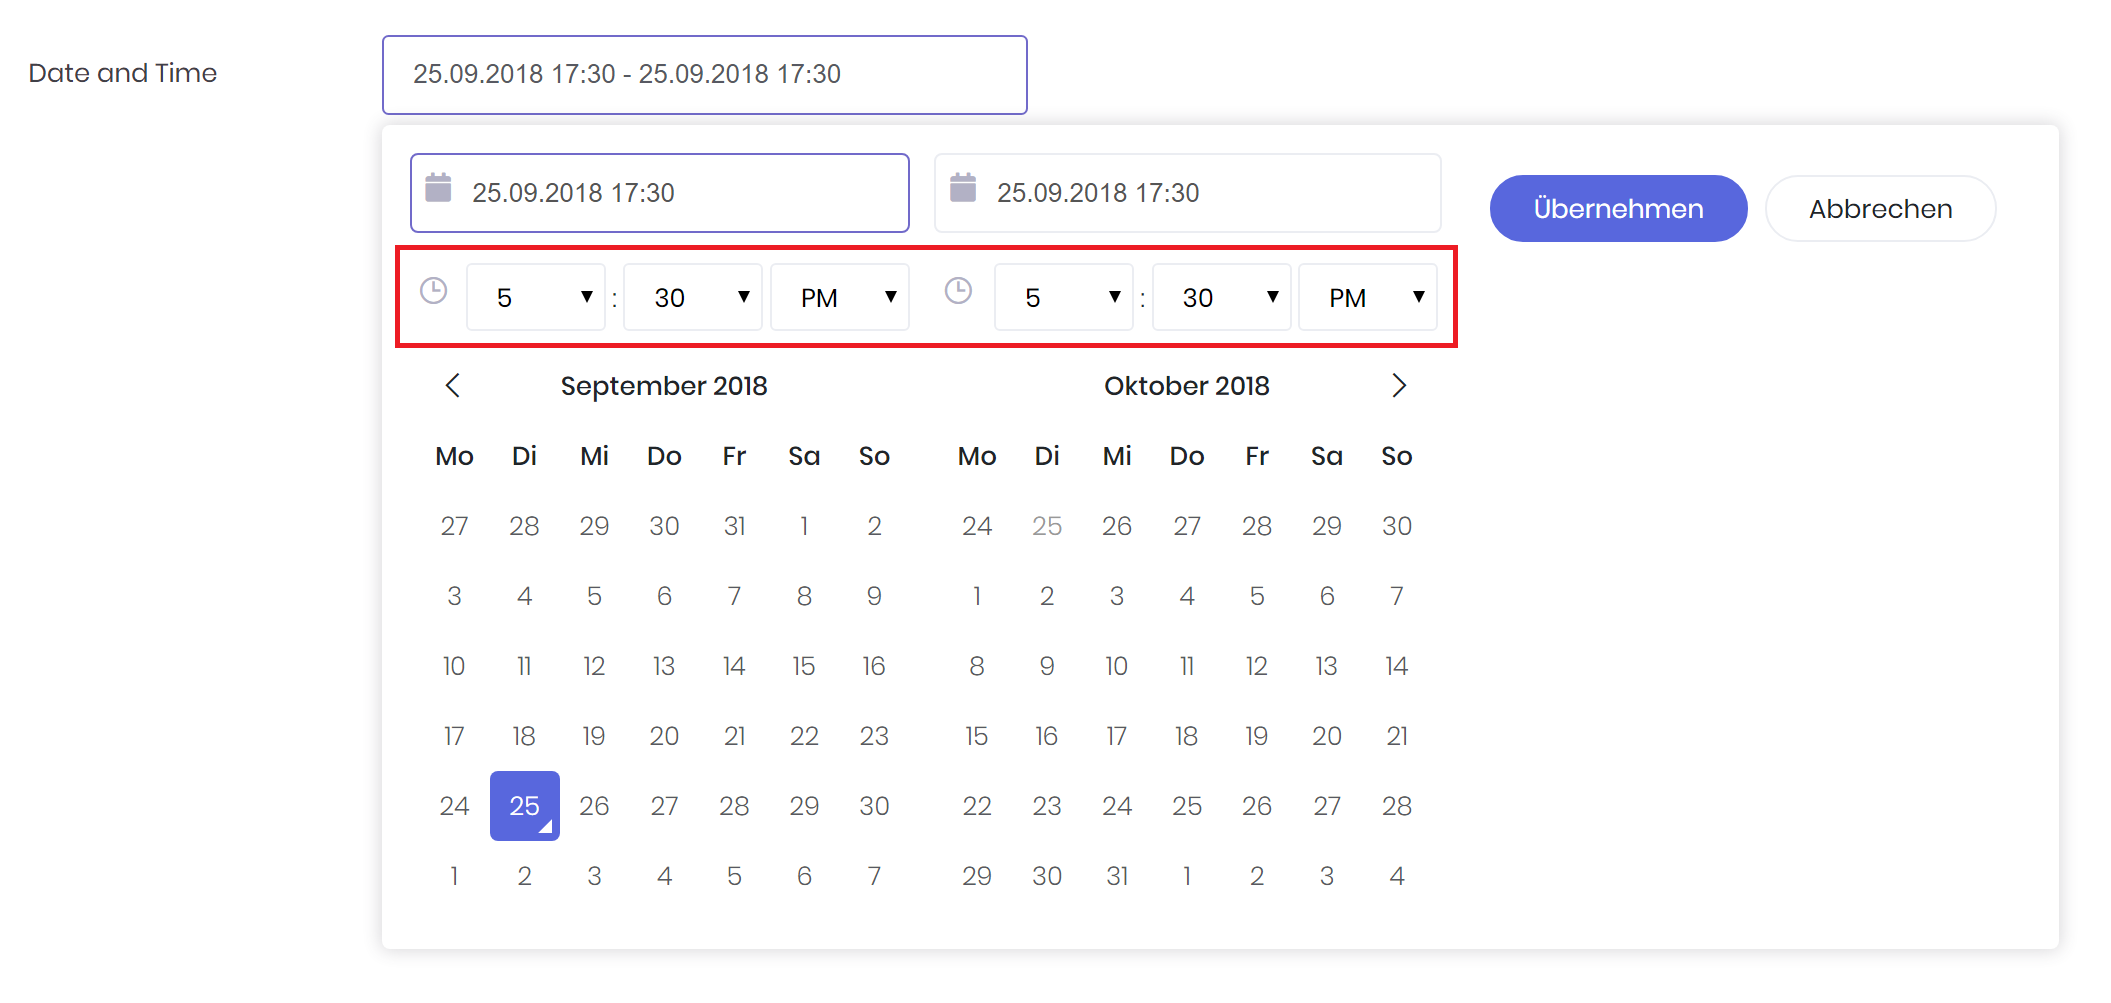 Date and Time
25.09.2018 17:30 - 25.09.2018 17:30
25.09.2018 17:30 25.09.2018 17:30 Übernehmen Abbrechen
5 : 30 PM 5 : 30 PM
September 2018 Oktober 2018
Mo Di Mi Do Fr Sa So Mo Di Mi Do Fr Sa So
27 28 29 30 31 1 2 24 25 26 27 28 29 30
3 4 5 6 7 8 9 1 2 3 4 5 6 7
10 11 12 13 14 15 16 8 9 10 11 12 13 14
17 18 19 20 21 22 23 15 16 17 18 19 20 21
24 25 26 27 28 29 30 22 23 24 25 26 27 28
1 2 3 4 5 6 7 29 30 31 1 2 3 4